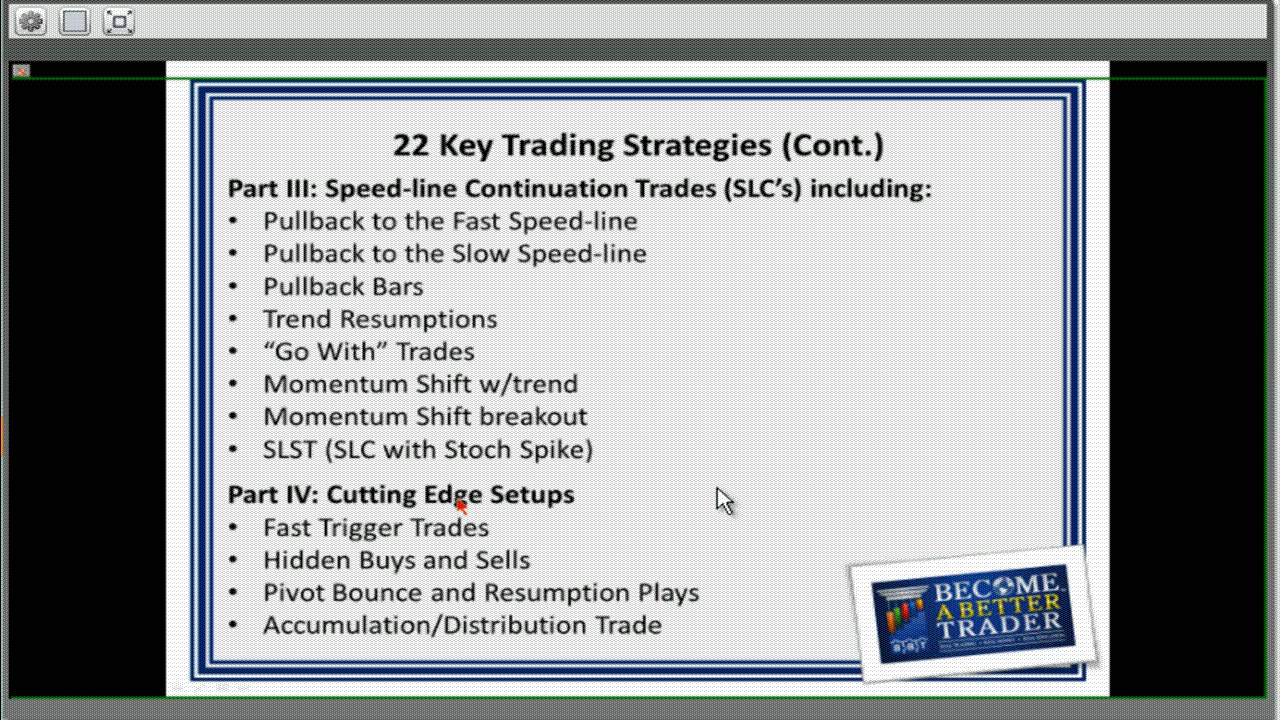 22 Key Trading Strategies (Cont.)
Part III: Speed-line Continuation Trades (SLC’s) including:
• Pullback to the Fast Speed-line
• Pullback to the Slow Speed-line
• Pullback Bars
• Trend Resumptions
• “Go With” Trades
• Momentum Shift w/trend
• Momentum Shift breakout
• SLST (SLC with Stoch Spike)
Part IV: Cutting Edge Setups
• Fast Trigger Trades
• Hidden Buys and Sells
• Pivot Bounce and Resumption Plays
• Accumulation/Distribution Trade
BECOME
A BETTER
TRADER